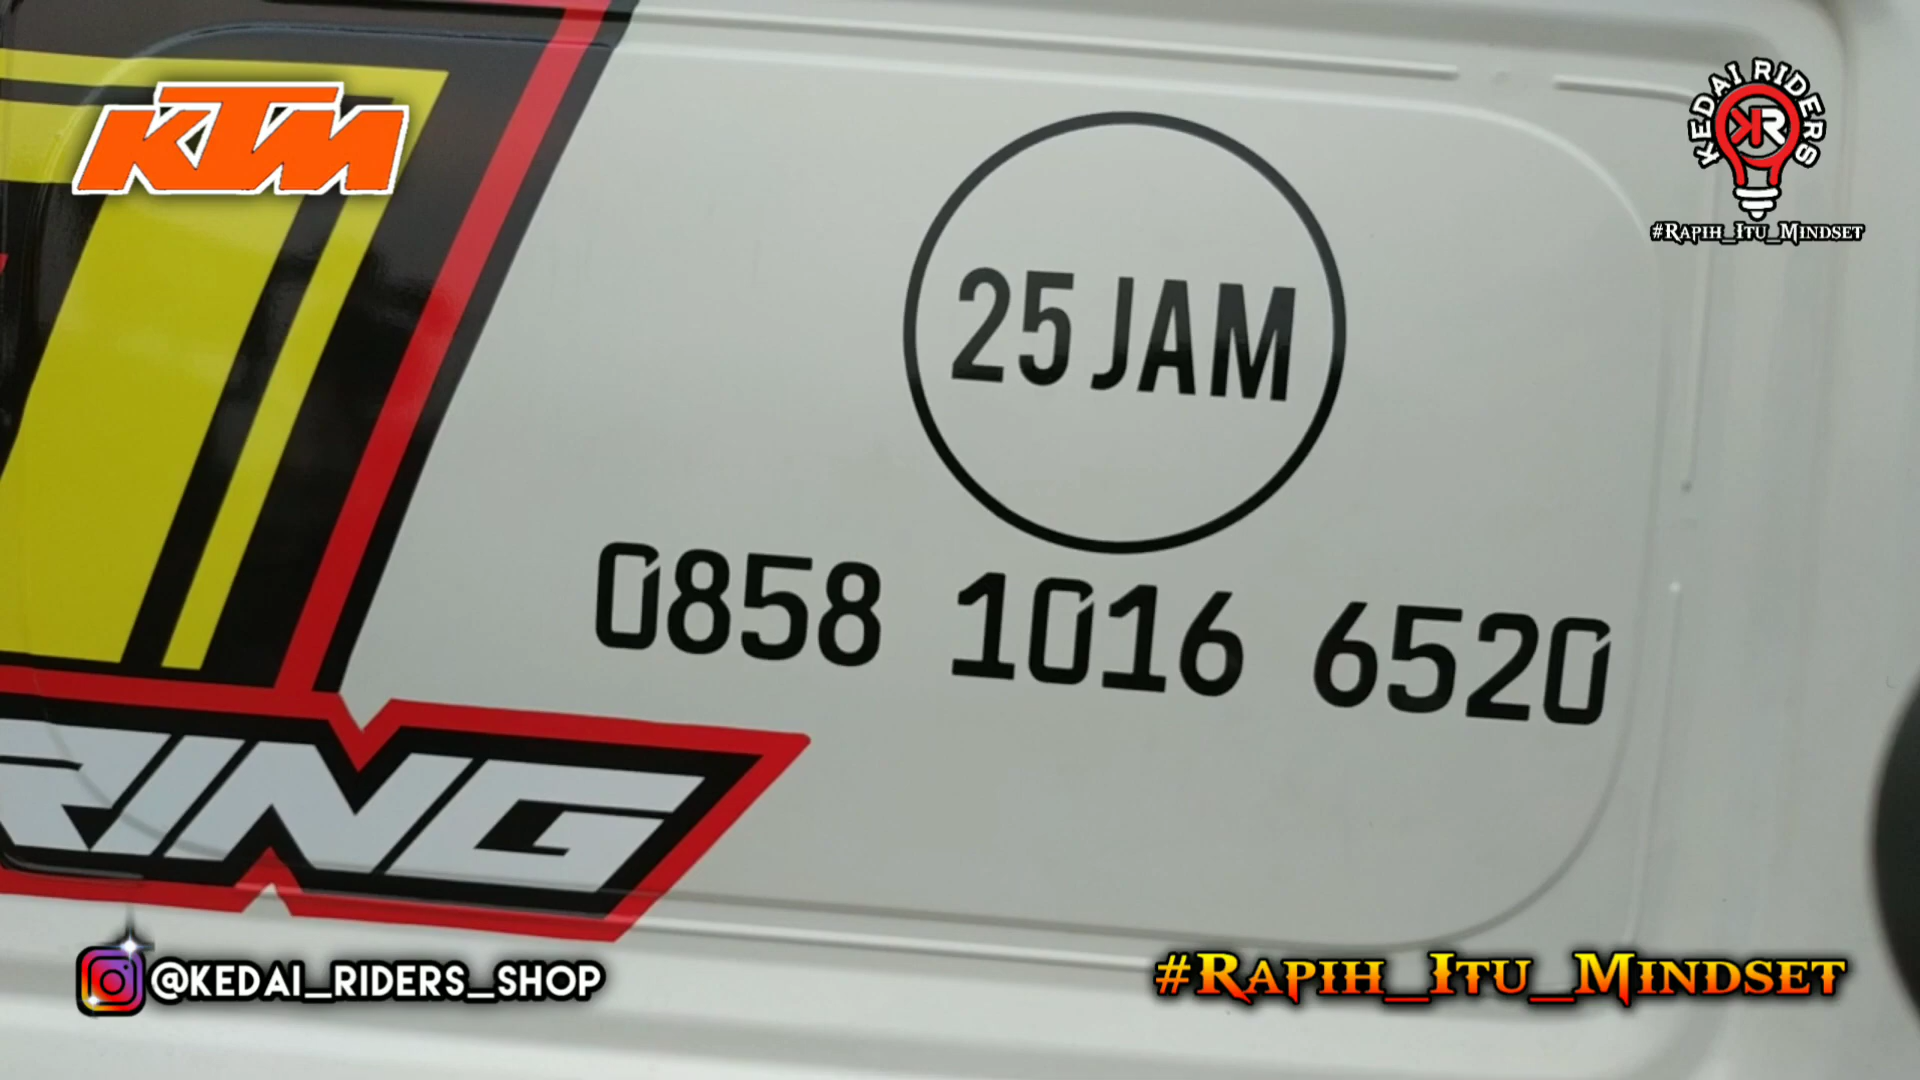 KTM
KEDAI RIDERS
KR
#RAPIH_ITU_MINDSET
25 JAM
0858 1016 6520
RING
@KEDAI_RIDERS_SHOP
#RAPIH_ITU_MINDSET